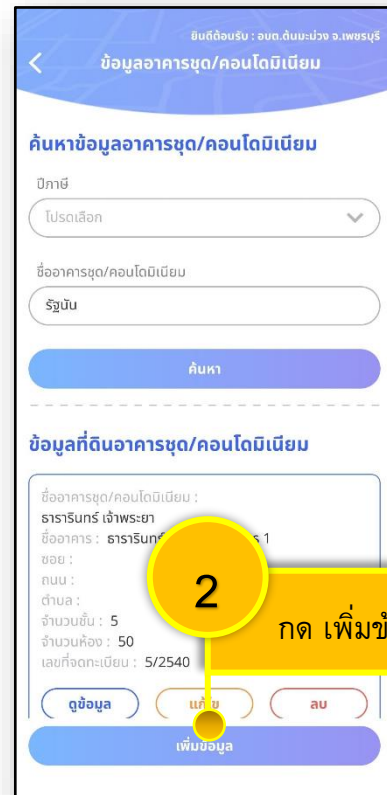 ยินดีต้อนรับ : อบต.ต้นมะม่วง จ.เพชรบุรี
ข้อมูลอาคารชุด/คอนโดมิเนียม
ค้นหาข้อมูลอาคารชุด/คอนโดมิเนียม
ปีภาษี
โปรดเลือก
ชื่ออาคารชุด/คอนโดมิเนียม
รัฐนัน
ค้นหา
ข้อมูลที่ดินอาคารชุด/คอนโดมิเนียม
ชื่ออาคารชุด/คอนโดมิเนียม :
ธารารินทร์ เจ้าพระยา
ชื่ออาคาร : ธารารินทร์ 1
ซอย :
ถนน :
ตำบล :
จำนวนชั้น : 5
จำนวนห้อง : 50
เลขที่จดทะเบียน : 5/2540
2
กด เพิ่มข้
ดูข้อมูล ลบ
เพิ่มข้อมูล